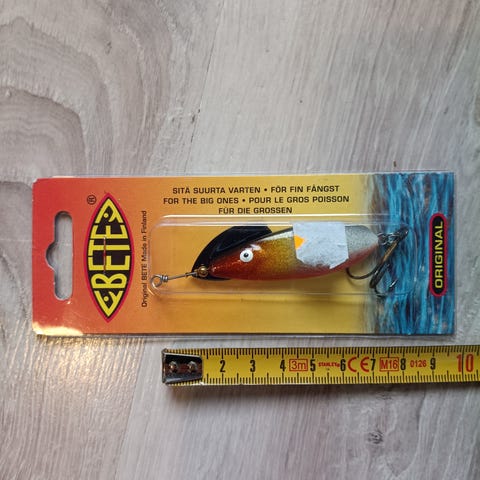 BETE
®
Original BETE Made in Finland
SITÄ SUURTA VARTEN • FÖR FIN FÅNGST
FOR THE BIG ONES • POUR LE GROS POISSON
FÜR DIE GROSSEN
ORIGINAL
2 3 4 3m 5 STANLEY 6 CE 7 M16 8 0126 9 10